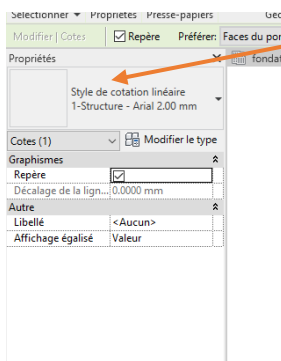 Sélectionner Propriétés Presse-papiers Géo
Modifier | Cotes Repère Préférer: Faces du por
Propriétés X fondat
Style de cotation linéaire
1-Structure - Arial 2.00 mm
Cotes (1) Modifier le type
Graphismes
Repère
Décalage de la lign... 0.0000 mm
Autre
Libellé <Aucun>
Affichage égalisé Valeur